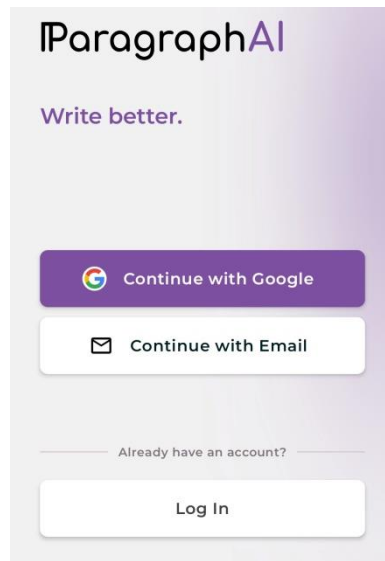 ParagraphAI
Write better.
Continue with Google
Continue with Email
Already have an account?
Log In